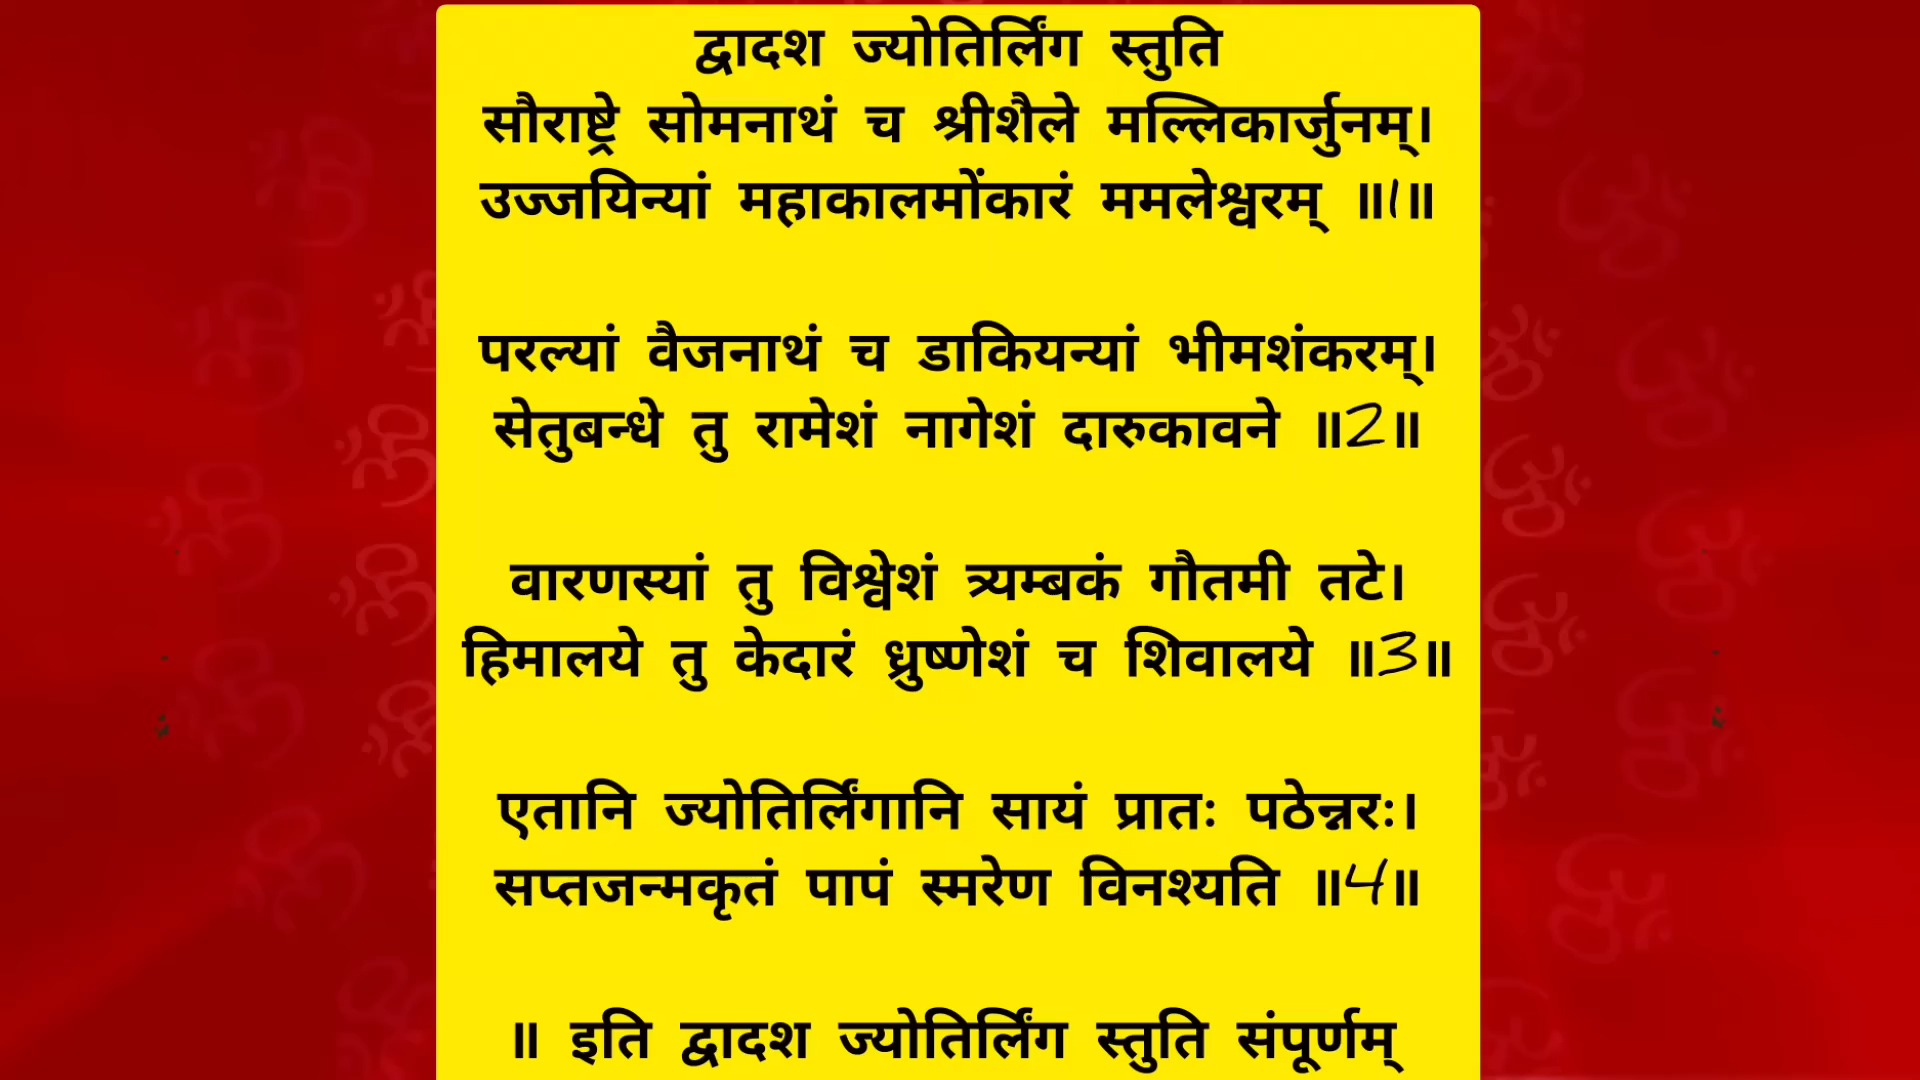 द्वादश ज्योतिर्लिंग स्तुति
सौराष्ट्रे सोमनाथं च श्रीशैले मल्लिकार्जुनम्।
उज्जयिन्यां महाकालमोंकारं ममलेश्वरम् ॥1॥
परल्यां वैजनाथं च डाकियन्यां भीमशंकरम्।
सेतुबन्धे तु रामेशं नागेशं दारुकावने ॥2॥
वारणस्यां तु विश्वेशं त्र्यम्बकं गौतमी तटे।
हिमालये तु केदारं ध्रुष्णेशं च शिवालये ॥3॥
एतानि ज्योतिर्लिंगानि सायं प्रातः पठेन्नरः।
सप्तजन्मकृतं पापं स्मरेण विनश्यति ॥4॥
॥ इति द्वादश ज्योतिर्लिंग स्तुति संपूर्णम्